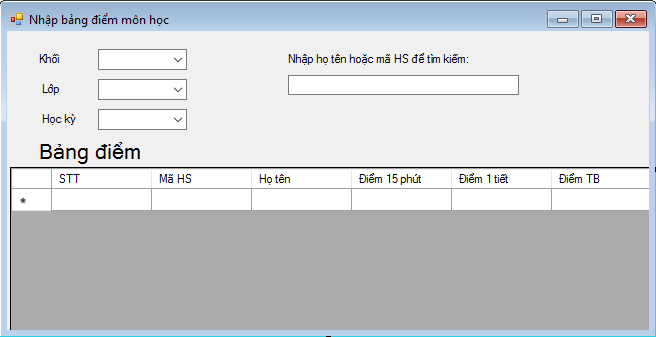 Nhập bảng điểm môn học
Khối
Nhập họ tên hoặc mã HS để tìm kiếm:
Lớp
Học kỳ
Bảng điểm
STT Mã HS Họ tên Điểm 15 phút Điểm 1 tiết Điểm TB
*